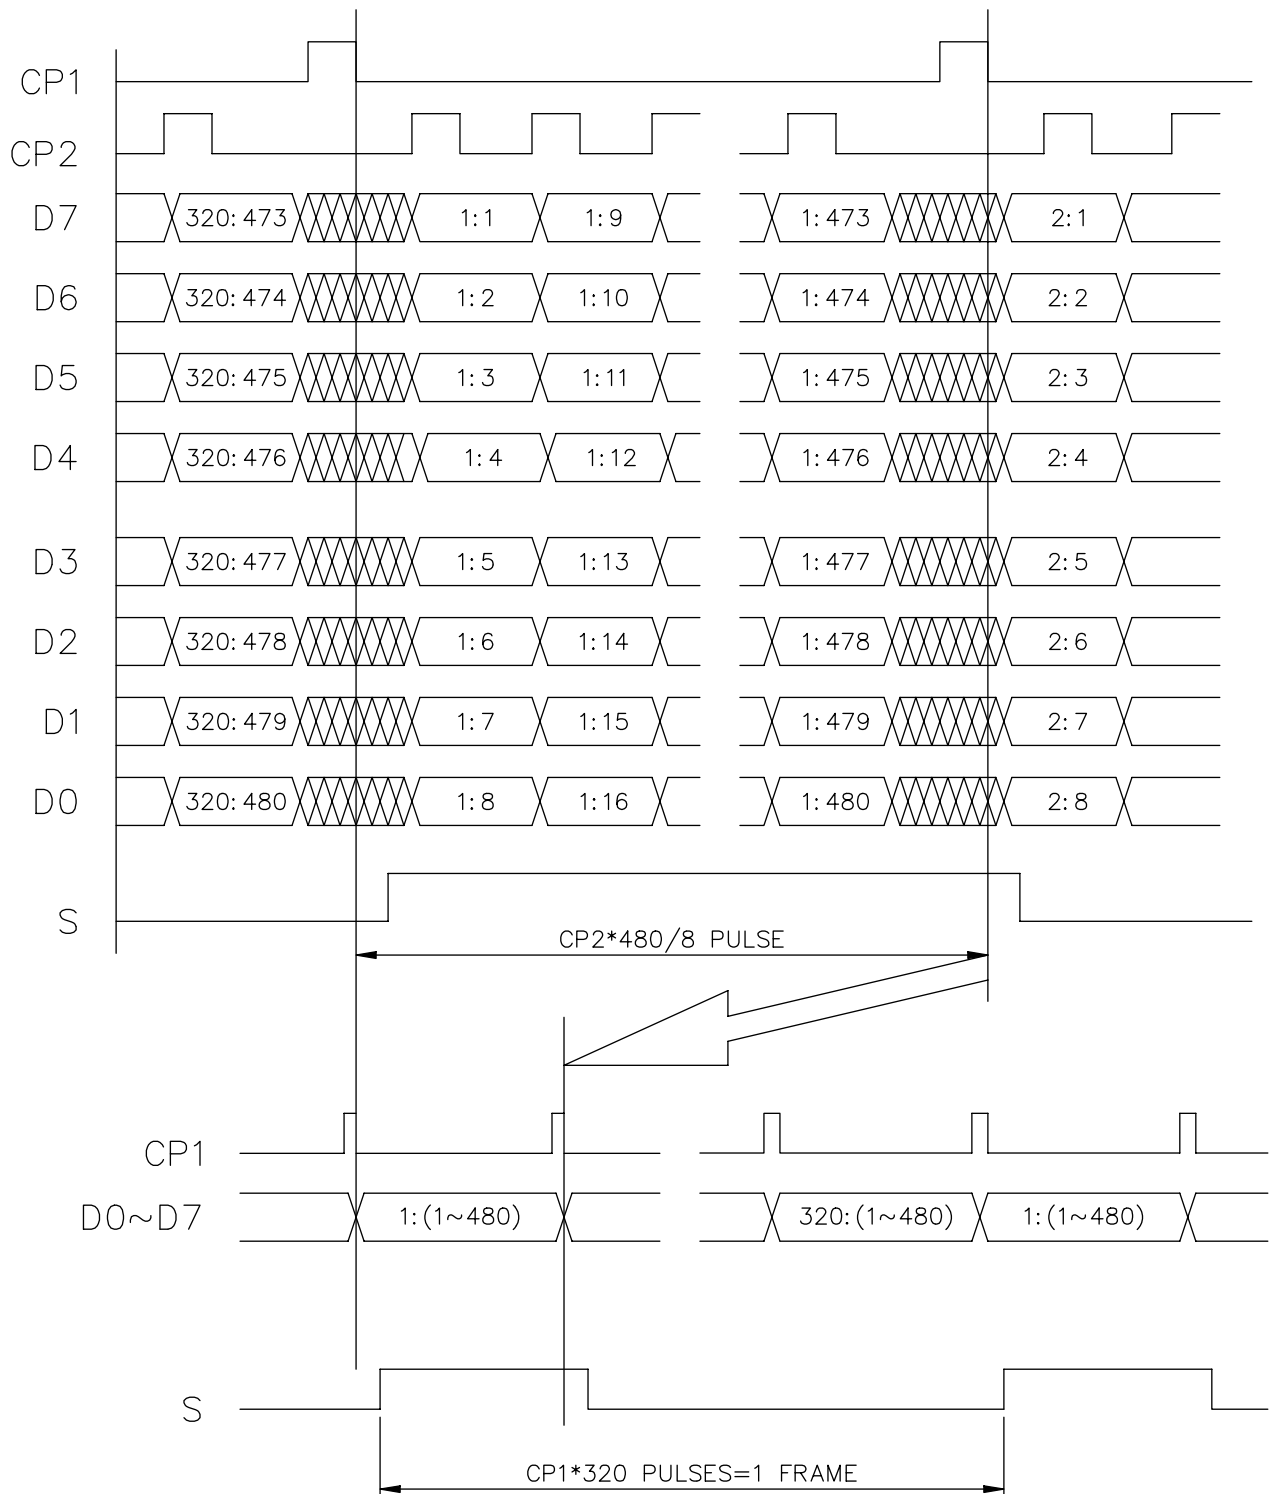 CP1
CP2
D7 320:473 1:1 1:9 1:473 2:1
D6 320:474 1:2 1:10 1:474 2:2
D5 320:475 1:3 1:11 1:475 2:3
D4 320:476 1:4 1:12 1:476 2:4
D3 320:477 1:5 1:13 1:477 2:5
D2 320:478 1:6 1:14 1:478 2:6
D1 320:479 1:7 1:15 1:479 2:7
D0 320:480 1:8 1:16 1:480 2:8
S
CP2*480/8 PULSE
CP1
D0~D7 1:(1~480) 320:(1~480) 1:(1~480)
S
CP1*320 PULSES=1 FRAME